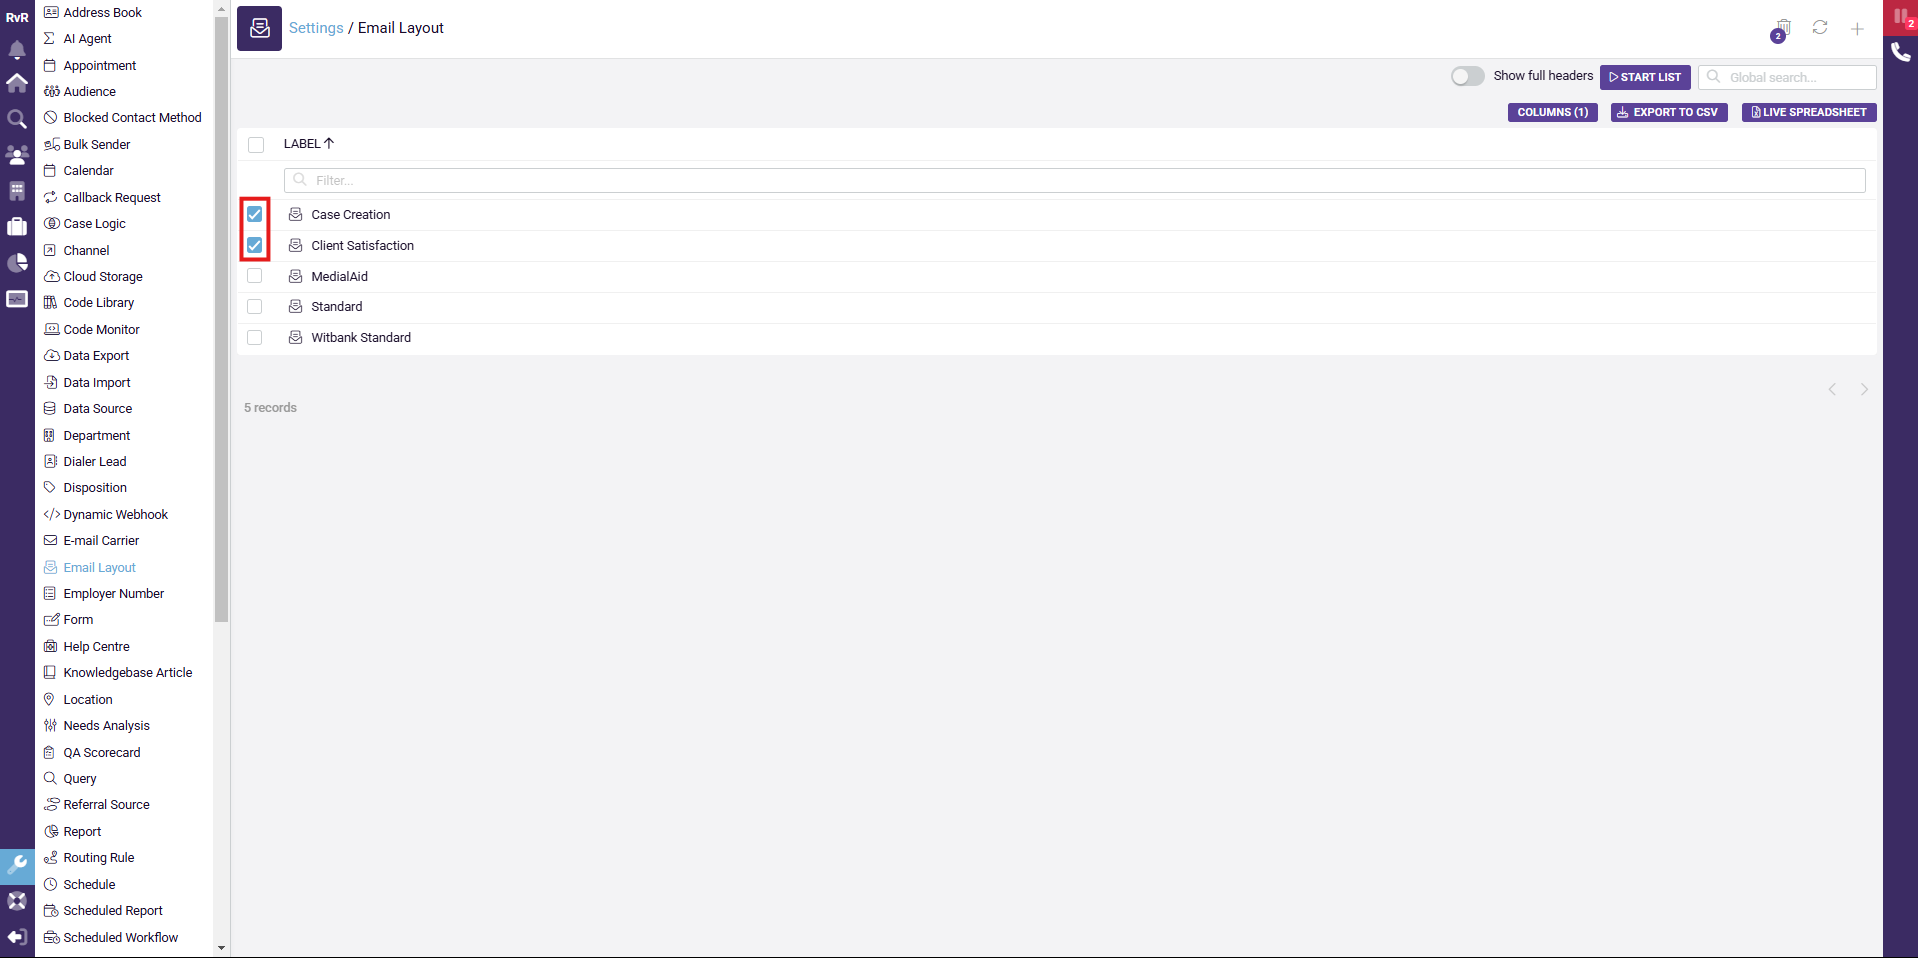 RvR
Address Book
AI Agent
Appointment
Audience
Blocked Contact Method
Bulk Sender
Calendar
Callback Request
Case Logic
Channel
Cloud Storage
Code Library
Code Monitor
Data Export
Data Import
Data Source
Department
Dialer Lead
Disposition
Dynamic Webhook
E-mail Carrier
Email Layout
Employer Number
Form
Help Centre
Knowledgebase Article
Location
Needs Analysis
QA Scorecard
Query
Referral Source
Report
Routing Rule
Schedule
Scheduled Report
Scheduled Workflow
Settings / Email Layout
2
2
Show full headers
START LIST
Global search...
COLUMNS (1)
EXPORT TO CSV
LIVE SPREADSHEET
LABEL
Filter...
Case Creation
Client Satisfaction
MedialAid
Standard
Witbank Standard
5 records